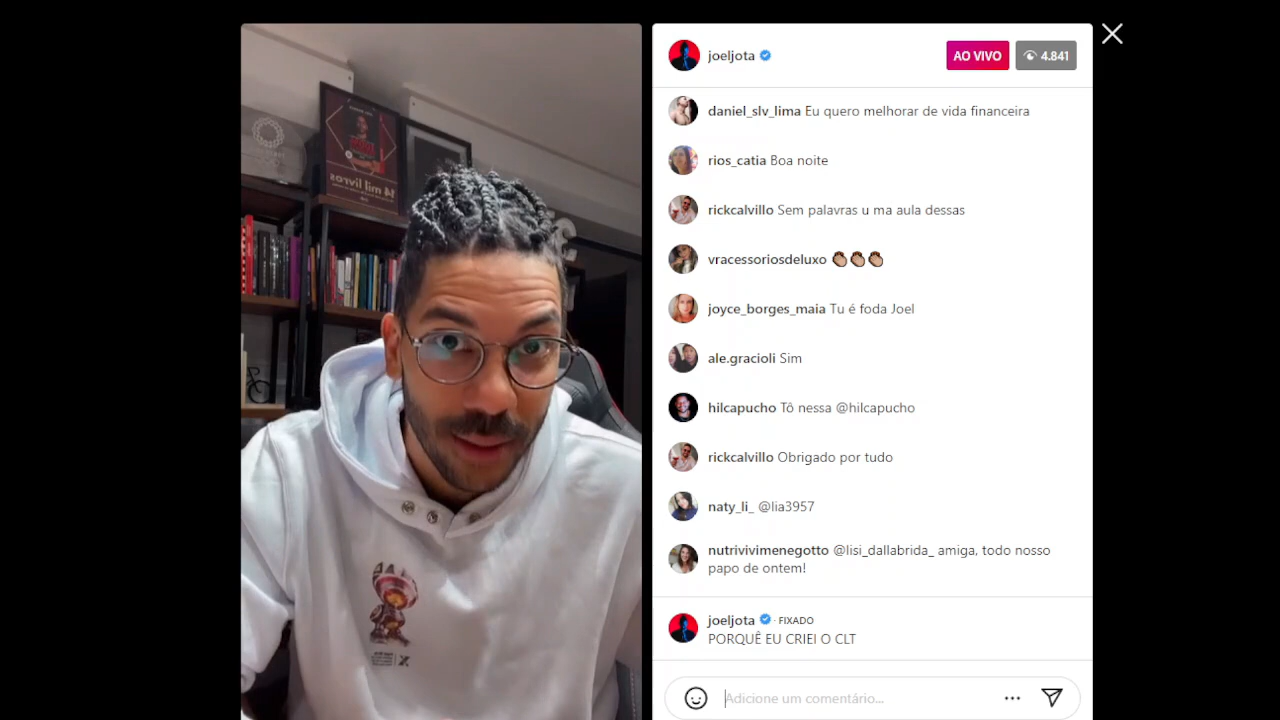 joeljota
AO VIVO
4.841
daniel_slv_lima Eu quero melhorar de vida financeira
rios_catia Boa noite
rickcalvillo Sem palavras u ma aula dessas
vracessoriosdeluxo
joyce_borges_maia Tu é foda Joel
ale.gracioli Sim
hilcapucho Tô nessa @hilcapucho
rickcalvillo Obrigado por tudo
naty_li_ @lia3957
nutrivivimenegotto @lisi_dallabrida_ amiga, todo nosso
papo de ontem!
joeljota · FIXADO
PORQUÊ EU CRIEI O CLT
Adicione um comentário...
14 mil livros